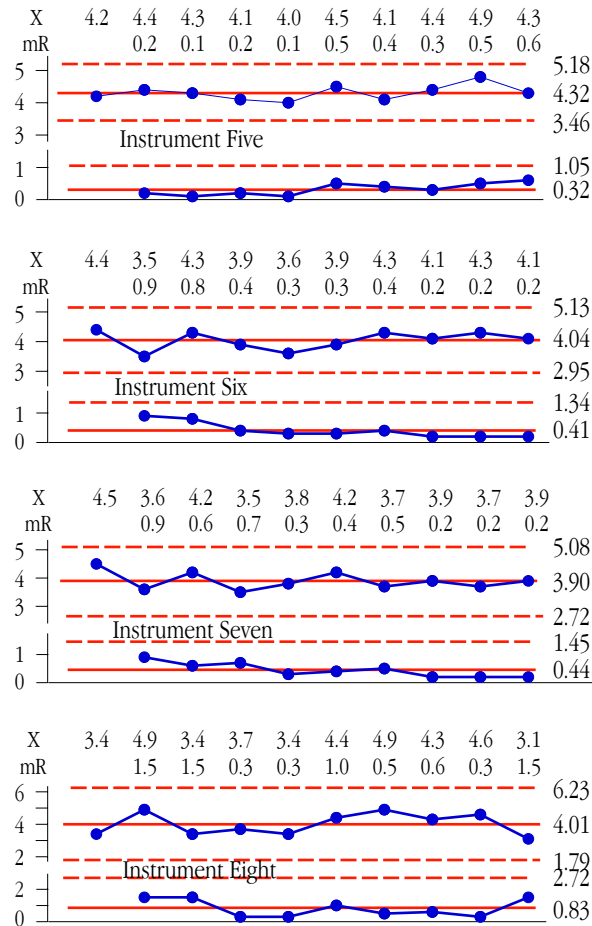 X 4.2 4.4 4.3 4.1 4.0 4.5 4.1 4.4 4.9 4.3
mR 0.2 0.1 0.2 0.1 0.5 0.4 0.3 0.5 0.6
5 5.18
4 4.32
3 3.46
Instrument Five
1 1.05
0 0.32
X 4.4 3.5 4.3 3.9 3.6 3.9 4.3 4.1 4.3 4.1
mR 0.9 0.8 0.4 0.3 0.3 0.4 0.2 0.2 0.2
5 5.13
4 4.04
3 2.95
Instrument Six
1 1.34
0 0.41
X 4.5 3.6 4.2 3.5 3.8 4.2 3.7 3.9 3.7 3.9
mR 0.9 0.6 0.7 0.3 0.4 0.5 0.2 0.2 0.2
5 5.08
4 3.90
3 2.72
Instrument Seven
1 1.45
0 0.44
X 3.4 4.9 3.4 3.7 3.4 4.4 4.9 4.3 4.6 3.1
mR 1.5 1.5 0.3 0.3 1.0 0.5 0.6 0.3 1.5
6 6.23
4 4.01
2 1.79
Instrument Eight
2 2.72
0 0.83